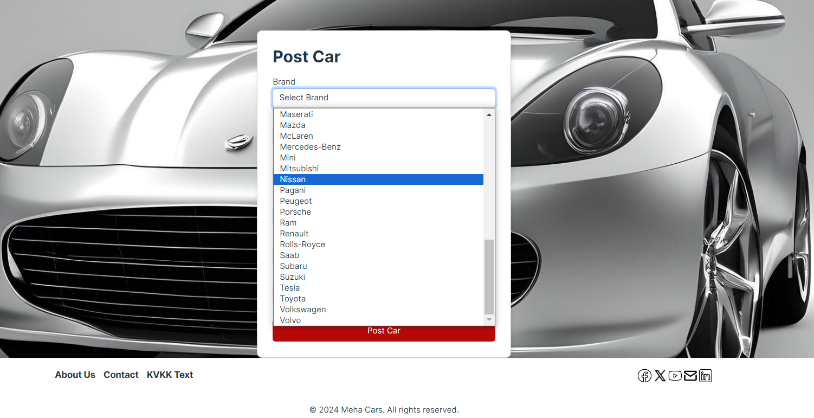 Post Car
Brand
Select Brand
Maserati
Mazda
McLaren
Mercedes-Benz
Mini
Mitsubishi
Nissan
Pagani
Peugeot
Porsche
Ram
Renault
Rolls-Royce
Saab
Subaru
Suzuki
Tesla
Toyota
Volkswagen
Volvo
Post Car
About Us Contact KVKK Text
© 2024 Meha Cars. All rights reserved.